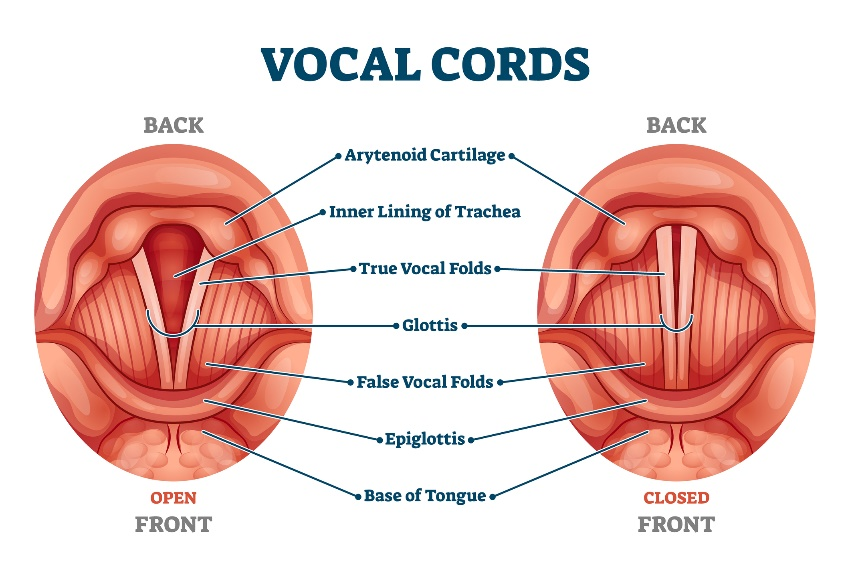 VOCAL CORDS
BACK
BACK
Arytenoid Cartilage
Inner Lining of Trachea
True Vocal Folds
Glottis
False Vocal Folds
Epiglottis
Base of Tongue
OPEN
CLOSED
FRONT
FRONT